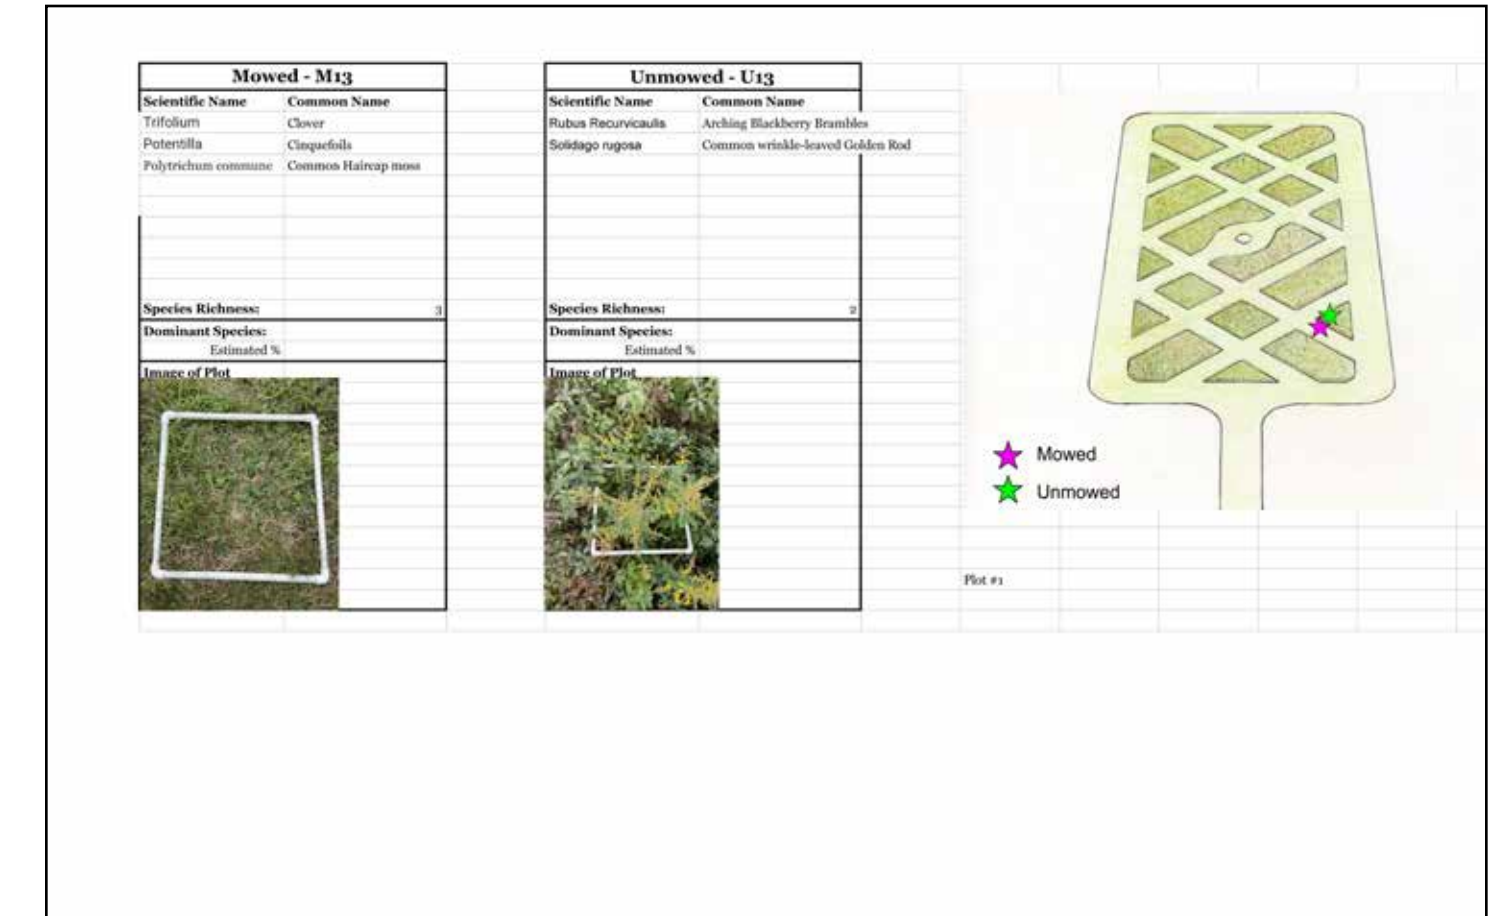 Mowed - M13
Scientific Name Common Name
Trifolium Clover
Potentilla Cinquefoils
Polytrichum commune Common Haircap moss
Species Richness: 3
Dominant Species:
Estimated %
Image of Plot
Unmowed - U13
Scientific Name Common Name
Rubus Recurvicaulis Arching Blackberry Brambles
Solidago rugosa Common wrinkle-leaved Golden Rod
Species Richness: 2
Dominant Species:
Estimated %
Image of Plot
Mowed
Unmowed
Plot #1